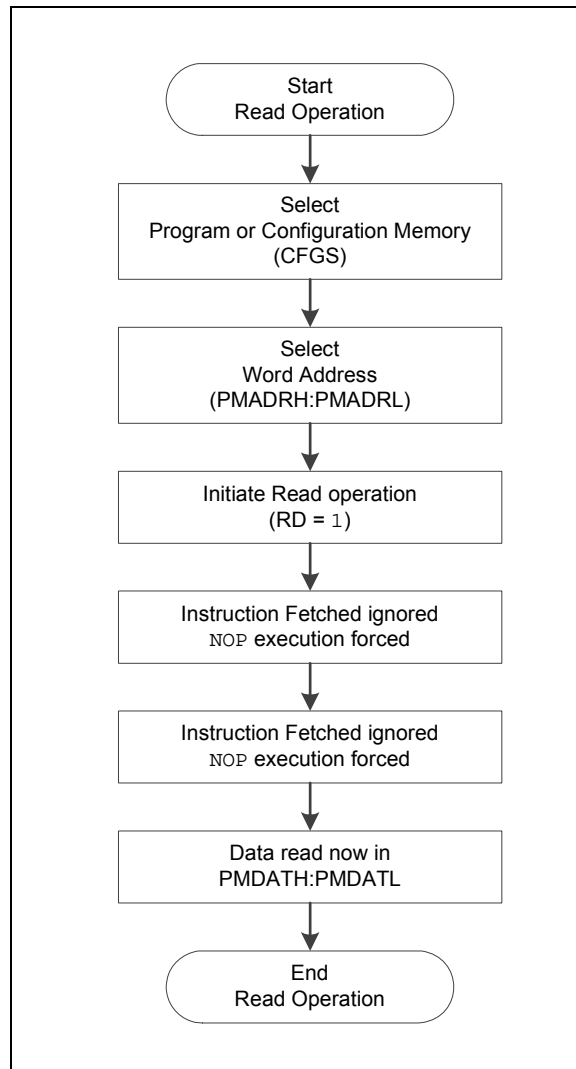 Start
Read Operation
Select
Program or Configuration Memory
(CFGS)
Select
Word Address
(PMADRH:PMADRL)
Initiate Read operation
(RD = 1)
Instruction Fetched ignored
NOP execution forced
Instruction Fetched ignored
NOP execution forced
Data read now in
PMDATH:PMDATL
End
Read Operation